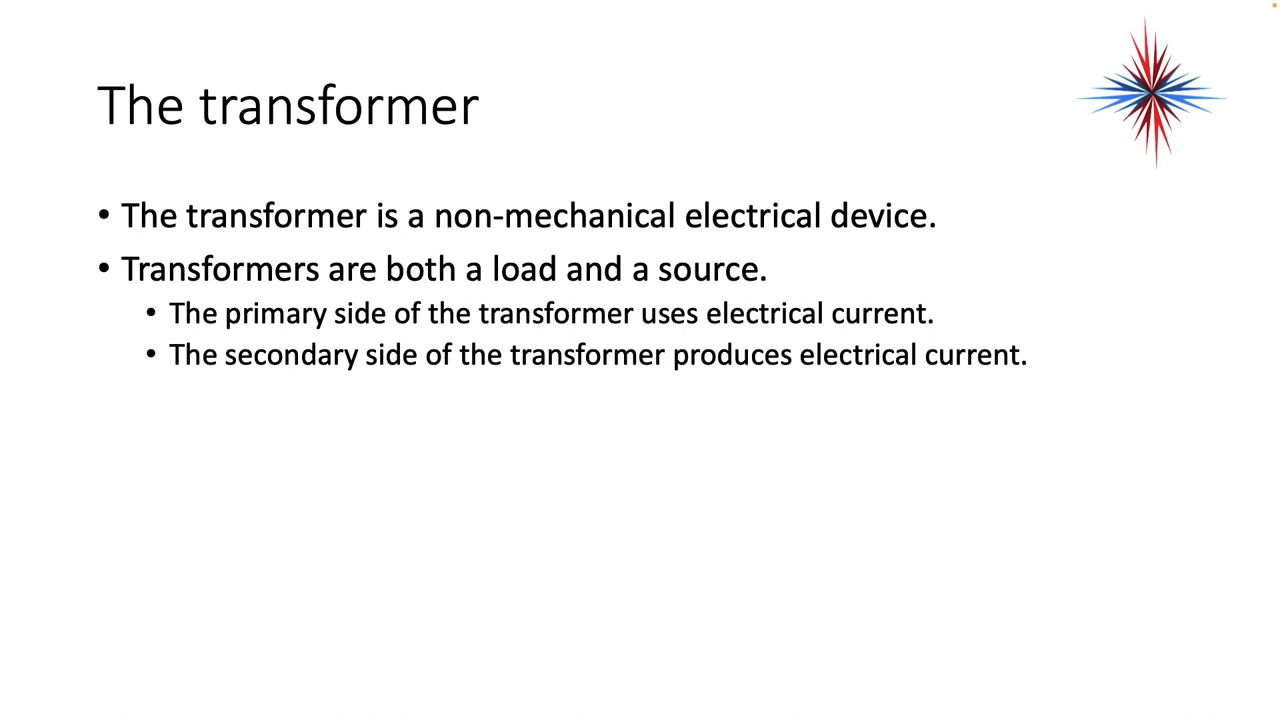 The transformer
• The transformer is a non-mechanical electrical device.
• Transformers are both a load and a source.
• The primary side of the transformer uses electrical current.
• The secondary side of the transformer produces electrical current.